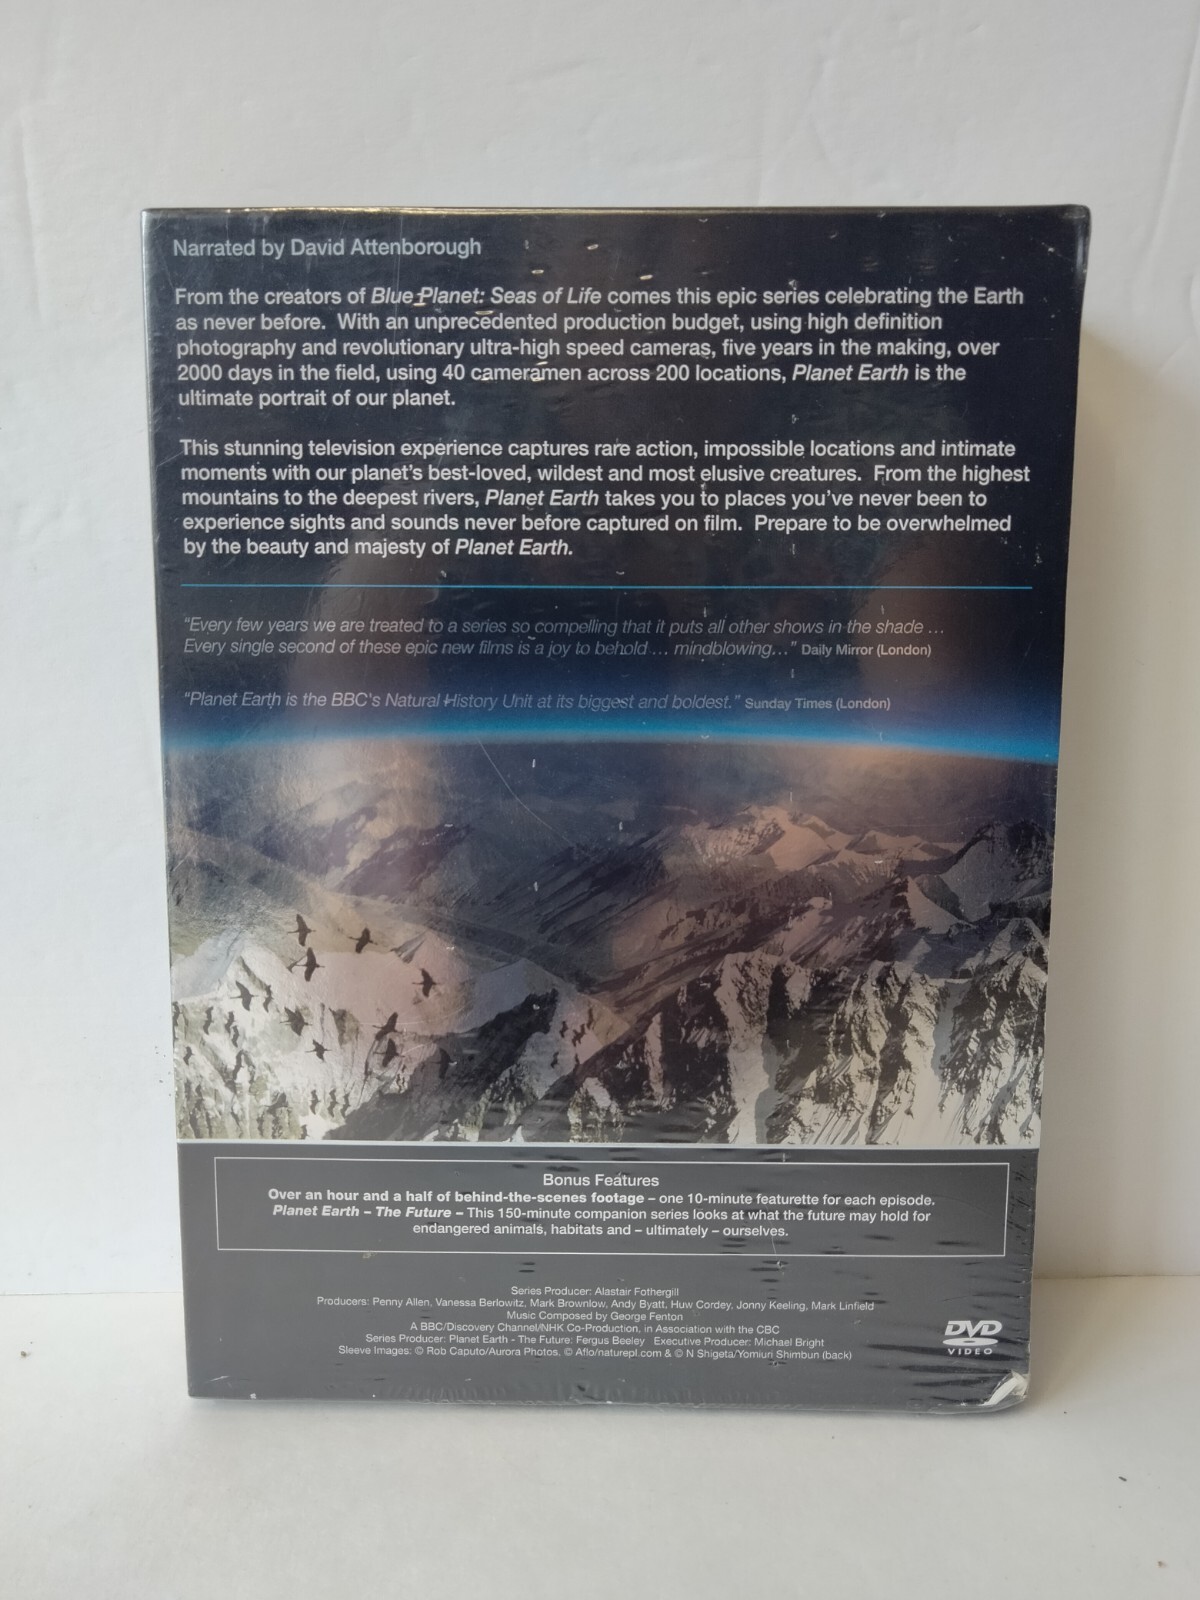 Narrated by David Attenborough
From the creators of Blue Planet: Seas of Life comes this epic series celebrating the Earth
as never before. With an unprecedented production budget, using high definition
photography and revolutionary ultra-high speed cameras, five years in the making, over
2000 days in the field, using 40 cameramen across 200 locations, Planet Earth is the
ultimate portrait of our planet.
This stunning television experience captures rare action, impossible locations and intimate
moments with our planet's best-loved, wildest and most elusive creatures. From the highest
mountains to the deepest rivers, Planet Earth takes you to places you've never been to
experience sights and sounds never before captured on film. Prepare to be overwhelmed
by the beauty and majesty of Planet Earth.
"Every few years we are treated to a series so compelling that it puts all other shows in the shade ...
Every single second of these epic new films is a joy to behold ... mindblowing..." Daily Mirror (London)
"Planet Earth is the BBC's Natural History Unit at its biggest and boldest." Sunday Times (London)
Bonus Features
Over an hour and a half of behind-the-scenes footage – one 10-minute featurette for each episode.
Planet Earth – The Future – This 150-minute companion series looks at what the future may hold for
endangered animals, habitats and – ultimately – ourselves.
Series Producer: Alastair Fothergill
Producers: Penny Allen, Vanessa Berlowitz, Mark Brownlow, Andy Byatt, Huw Cordey, Jonny Keeling, Mark Linfield
Music Composed by George Fenton
A BBC/Discovery Channel/NHK Co-Production, in Association with the CBC
Series Producer: Planet Earth - The Future: Fergus Beeley Executive Producer: Michael Bright
Sleeve Images: © Rob Caputo/Aurora Photos, © Aflo/naturepl.com & © N Shigeta/Yomiuri Shimbun (back)
DVD
VIDEO